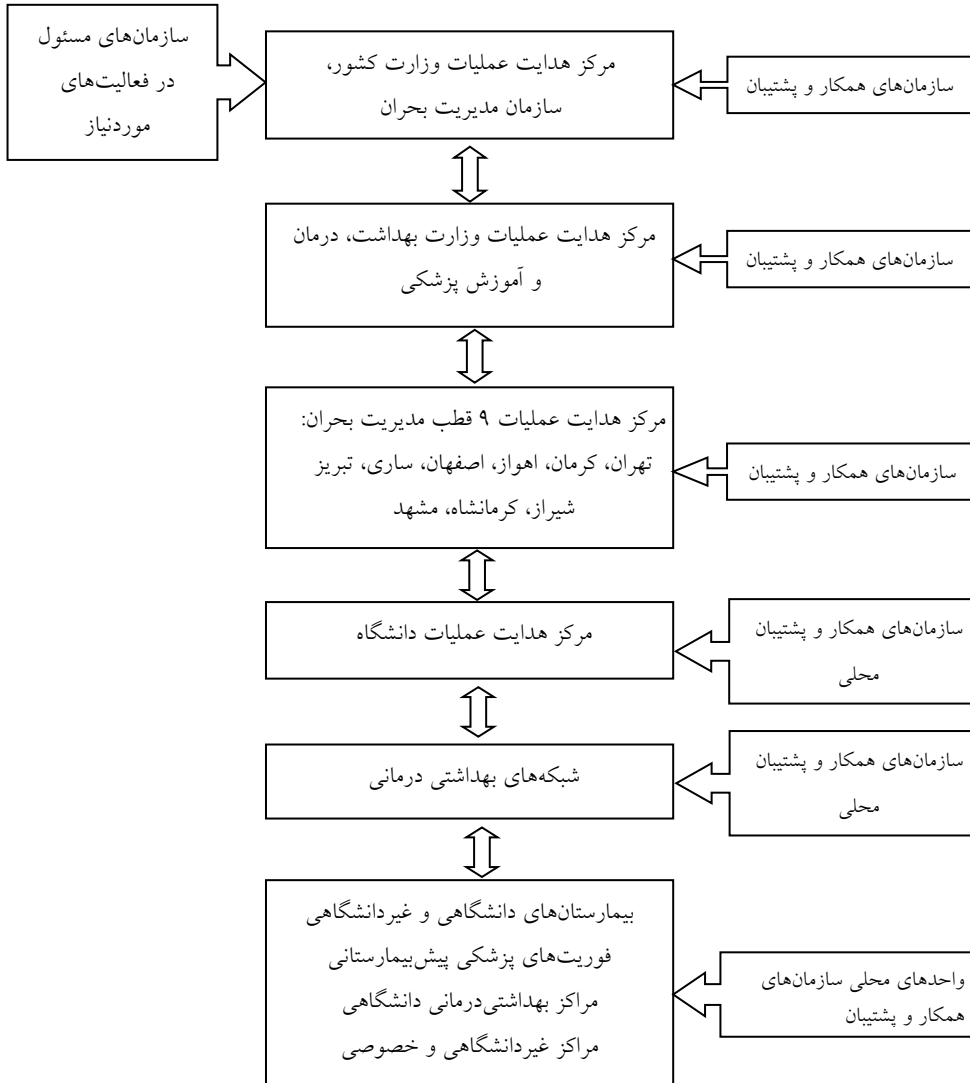 سازمان‌های مسئول
در فعالیت‌های
موردنیاز
مرکز هدایت عملیات وزارت کشور،
سازمان مدیریت بحران
سازمان‌های همکار و پشتیبان
مرکز هدایت عملیات وزارت بهداشت، درمان
و آموزش پزشکی
سازمان‌های همکار و پشتیبان
مرکز هدایت عملیات ۹ قطب مدیریت بحران:
تهران، کرمان، اهواز، اصفهان، ساری، تبریز
شیراز، کرمانشاه، مشهد
سازمان‌های همکار و پشتیبان
مرکز هدایت عملیات دانشگاه
سازمان‌های همکار و پشتیبان
محلی
شبکه‌های بهداشتی درمانی
سازمان‌های همکار و پشتیبان
محلی
بیمارستان‌های دانشگاهی و غیردانشگاهی
فوریت‌های پزشکی پیش‌بیمارستانی
مراکز بهداشتی‌درمانی دانشگاهی
مراکز غیردانشگاهی و خصوصی
واحدهای محلی سازمان‌های
همکار و پشتیبان